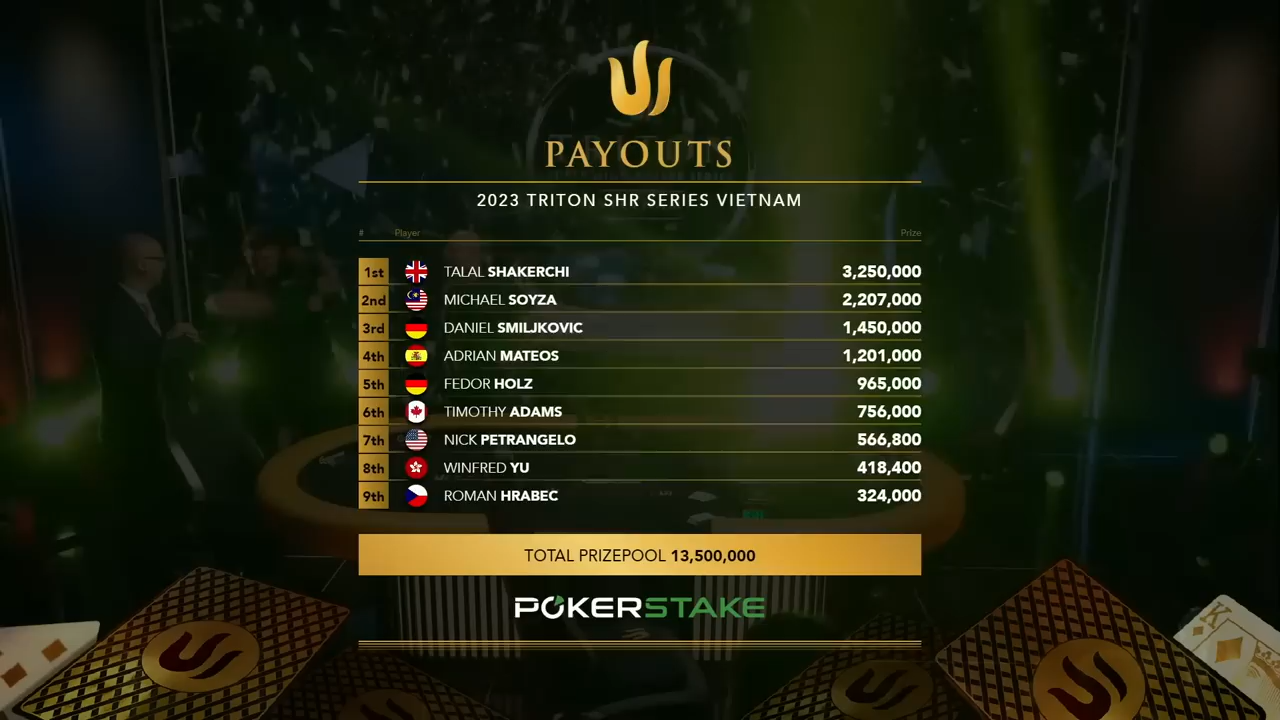 PAYOUTS
2023 TRITON SHR SERIES VIETNAM
# Player Prize
1st TALAL SHAKERCHI 3,250,000
2nd MICHAEL SOYZA 2,207,000
3rd DANIEL SMILJKOVIC 1,450,000
4th ADRIAN MATEOS 1,201,000
5th FEDOR HOLZ 965,000
6th TIMOTHY ADAMS 756,000
7th NICK PETRANGELO 566,800
8th WINFRED YU 418,400
9th ROMAN HRABEC 324,000
TOTAL PRIZEPOOL 13,500,000
POKERSTAKE
K